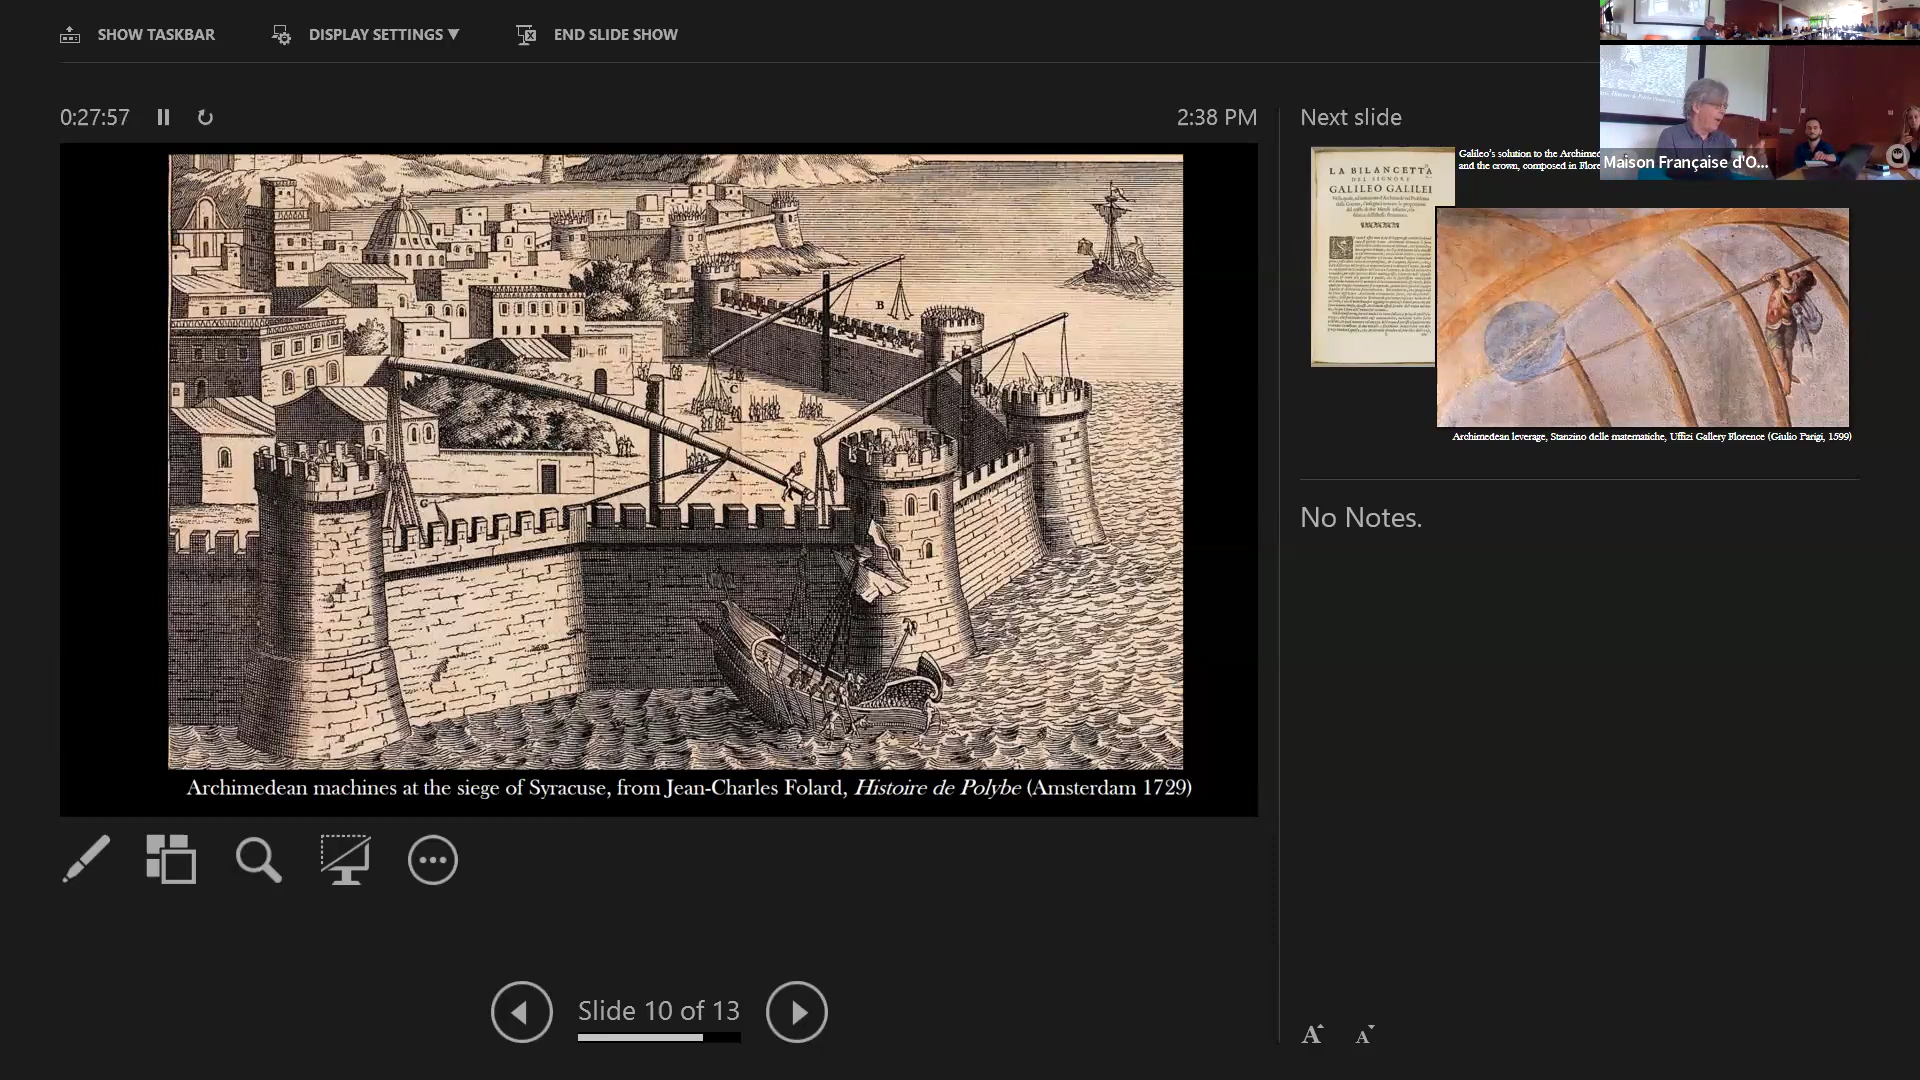 SHOW TASKBAR
DISPLAY SETTINGS ▼
END SLIDE SHOW
0:27:57
2:38 PM
Next slide
B
C
A
G
Archimedean machines at the siege of Syracuse, from Jean-Charles Folard, Histoire de Polybe (Amsterdam 1729)
Galileo's solution to the Archimed
and the crown, composed in Flore
LA BILANCETTA
DEL SIGNORE
GALILEO GALILEI
Archimedean leverage, Stanzino delle matematiche, Uffizi Gallery Florence (Giulio Parigi, 1599)
Maison Française d'O...
No Notes.
Slide 10 of 13
A A